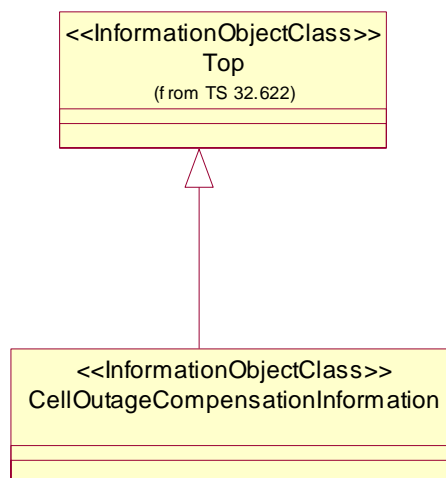 <<InformationObjectClass>>
Top
(from TS 32.622)
<<InformationObjectClass>>
CellOutageCompensationInformation